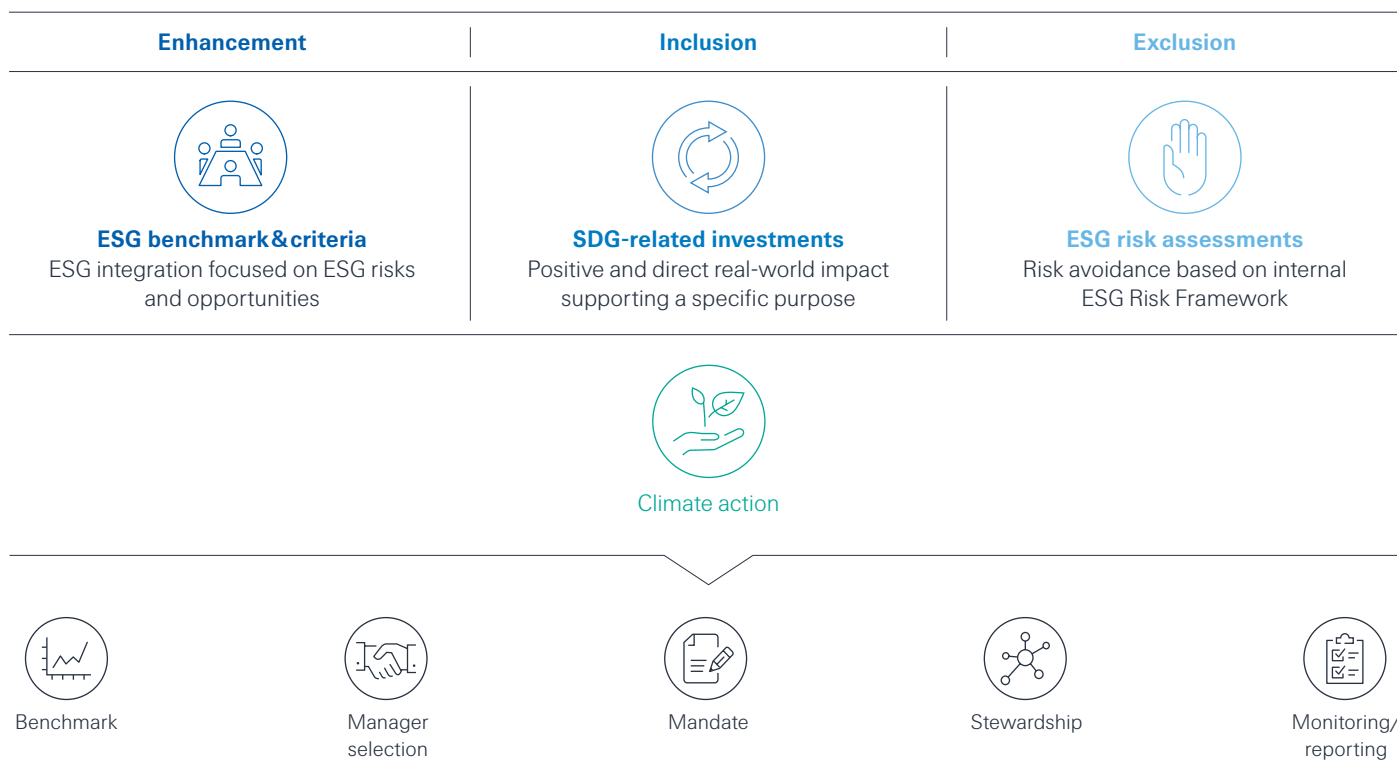 Enhancement
Inclusion
Exclusion
ESG benchmark&criteria
ESG integration focused on ESG risks
and opportunities
SDG-related investments
Positive and direct real-world impact
supporting a specific purpose
ESG risk assessments
Risk avoidance based on internal
ESG Risk Framework
Climate action
Benchmark
Manager
selection
Mandate
Stewardship
Monitoring/
reporting